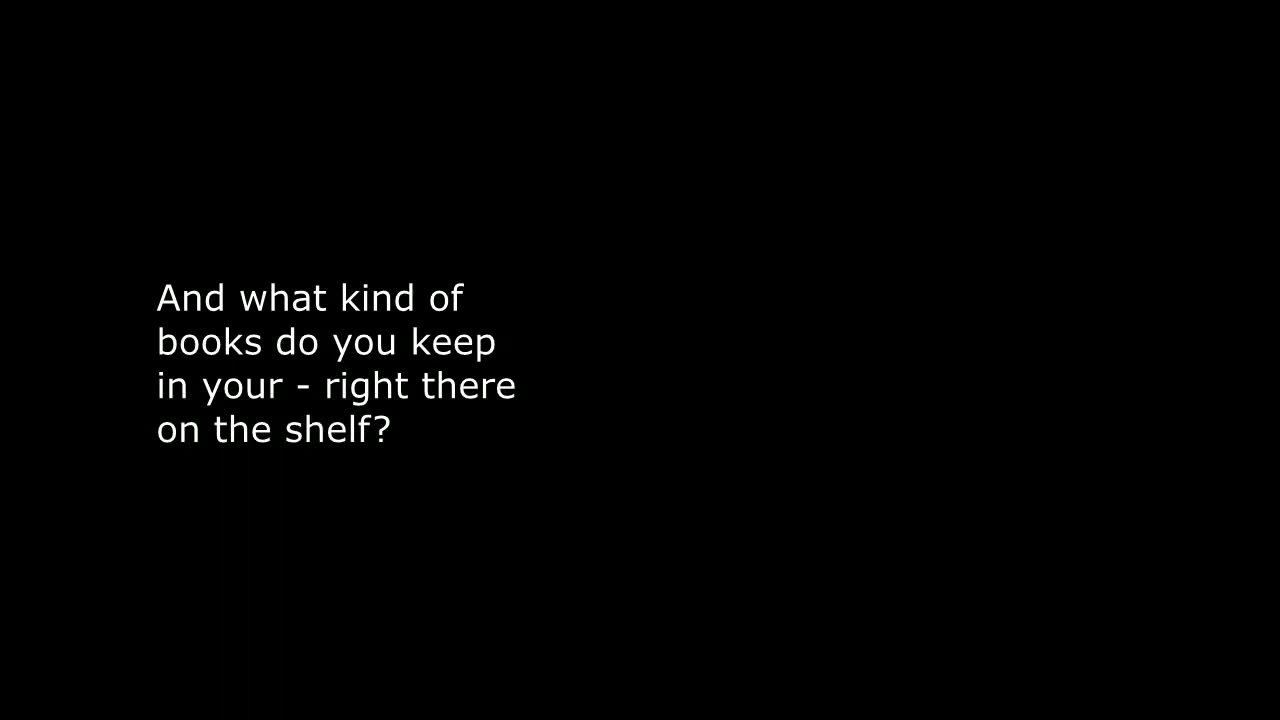 And what kind of
books do you keep
in your - right there
on the shelf?